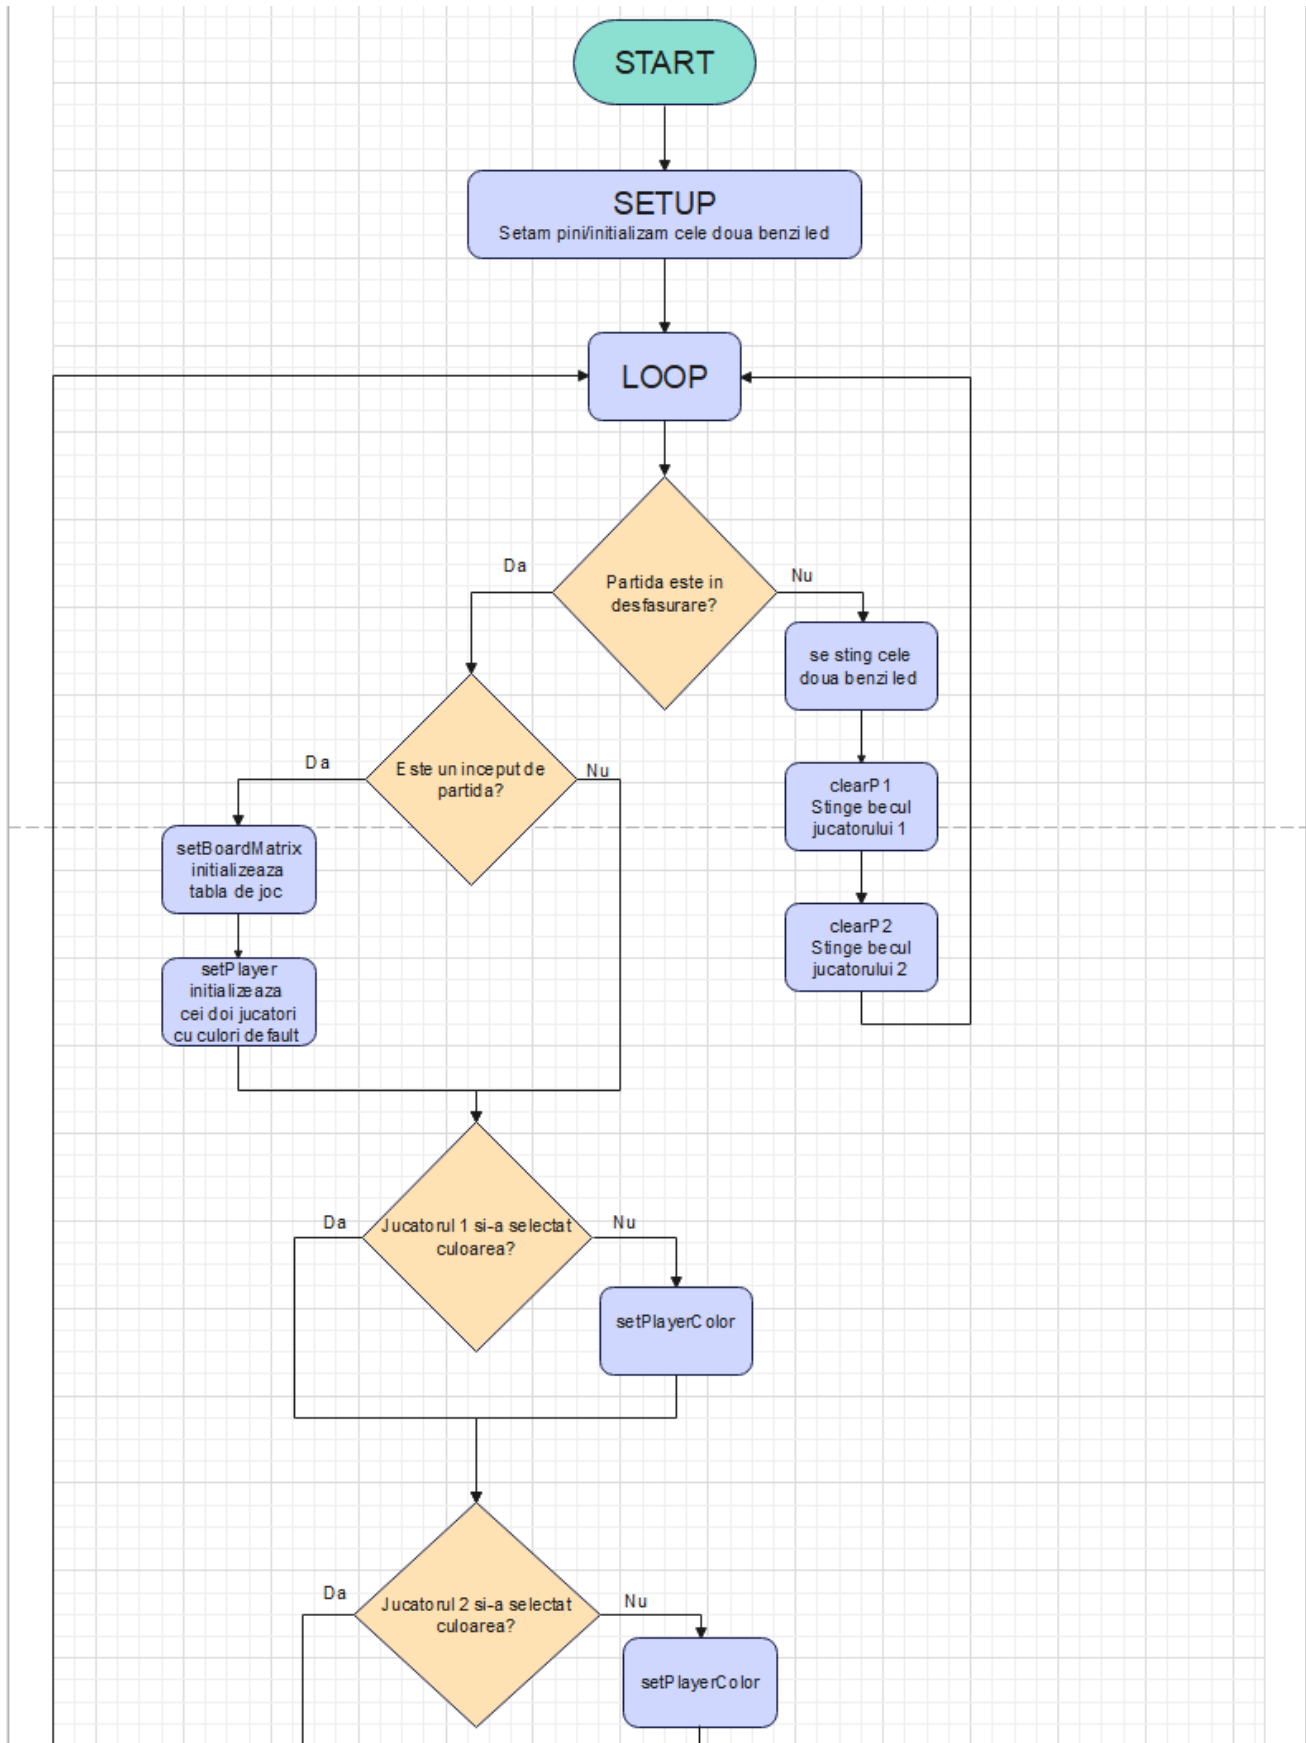 START
SETUP
Setam pini/initializam cele doua benzi led
LOOP
Da
Partida este in
desfasurare?
Nu
se sting cele
doua benzi led
Da
Este un inceput de
partida?
Nu
clearP1
Stinge becul
jucatorului 1
setBoardMatrix
initializeaza
tabla de joc
clearP2
Stinge becul
jucatorului 2
setPlayer
initializeaza
cei doi jucatori
cu culori default
Da
Jucatorul 1 si-a selectat
culoarea?
Nu
setPlayerColor
Da
Jucatorul 2 si-a selectat
culoarea?
Nu
setPlayerColor